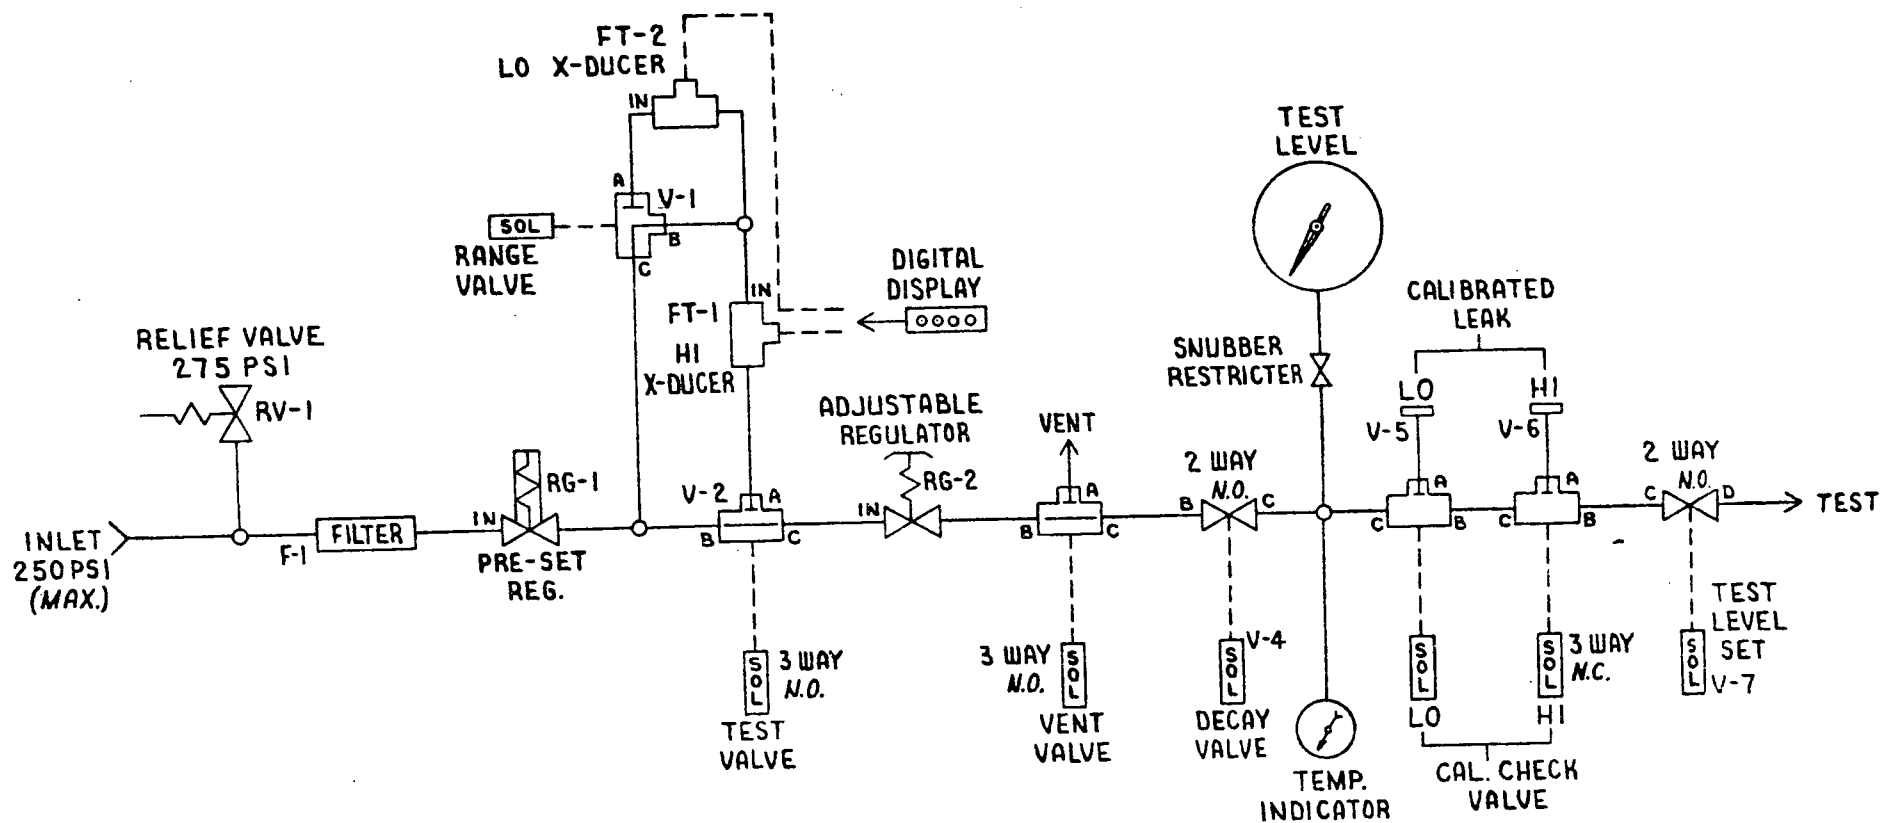 FT-2
LO X-DUCER
IN
A
V-1
SOL
B
C
RANGE
VALVE
IN
FT-1
HI
X-DUCER
DIGITAL
DISPLAY
TEST
LEVEL
CALIBRATED
LEAK
LO
HI
SNUBBER
RESTRICTER
RELIEF VALVE
275 PSI
RV-1
ADJUSTABLE
REGULATOR
RG-2
VENT
V-5
V-6
2 WAY
N.O.
2 WAY
N.O.
INLET
250 PSI
(MAX.)
F-1
FILTER
IN
RG-1
PRE-SET
REG.
V-2
A
B
C
IN
A
B
C
B
C
A
C
B
A
B
C
D
TEST
SOL
3 WAY
N.O.
TEST
VALVE
3 WAY
N.O.
SOL
VENT
VALVE
V-4
SOL
DECAY
VALVE
TEMP.
INDICATOR
SOL
LO
SOL
3 WAY
N.C.
HI
CAL. CHECK
VALVE
TEST
LEVEL
SET
SOL
V-7